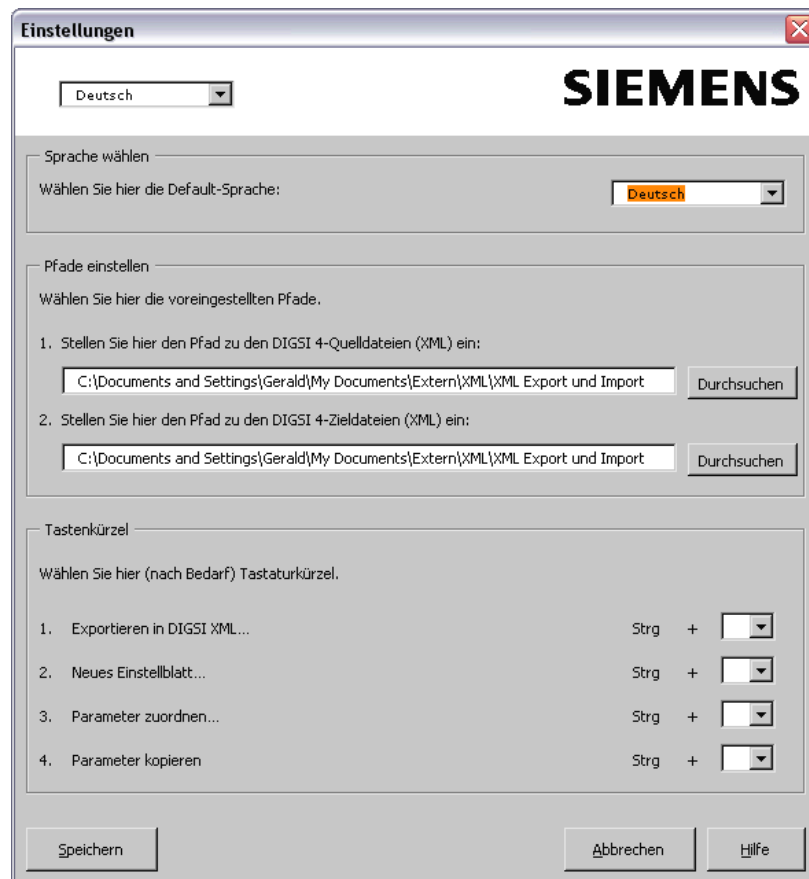 Einstellungen
Deutsch
SIEMENS
Sprache wählen
Wählen Sie hier die Default-Sprache:
Deutsch
Pfade einstellen
Wählen Sie hier die voreingestellten Pfade.
1. Stellen Sie hier den Pfad zu den DIGSI 4-Quelldateien (XML) ein:
C:\Documents and Settings\Gerald\My Documents\Extern\XML\XML Export und Import
Durchsuchen
2. Stellen Sie hier den Pfad zu den DIGSI 4-Zieldateien (XML) ein:
C:\Documents and Settings\Gerald\My Documents\Extern\XML\XML Export und Import
Durchsuchen
Tastenkürzel
Wählen Sie hier (nach Bedarf) Tastaturkürzel.
1. Exportieren in DIGSI XML... Strg +
2. Neues Einstellblatt... Strg +
3. Parameter zuordnen... Strg +
4. Parameter kopieren Strg +
Speichern Abbrechen Hilfe